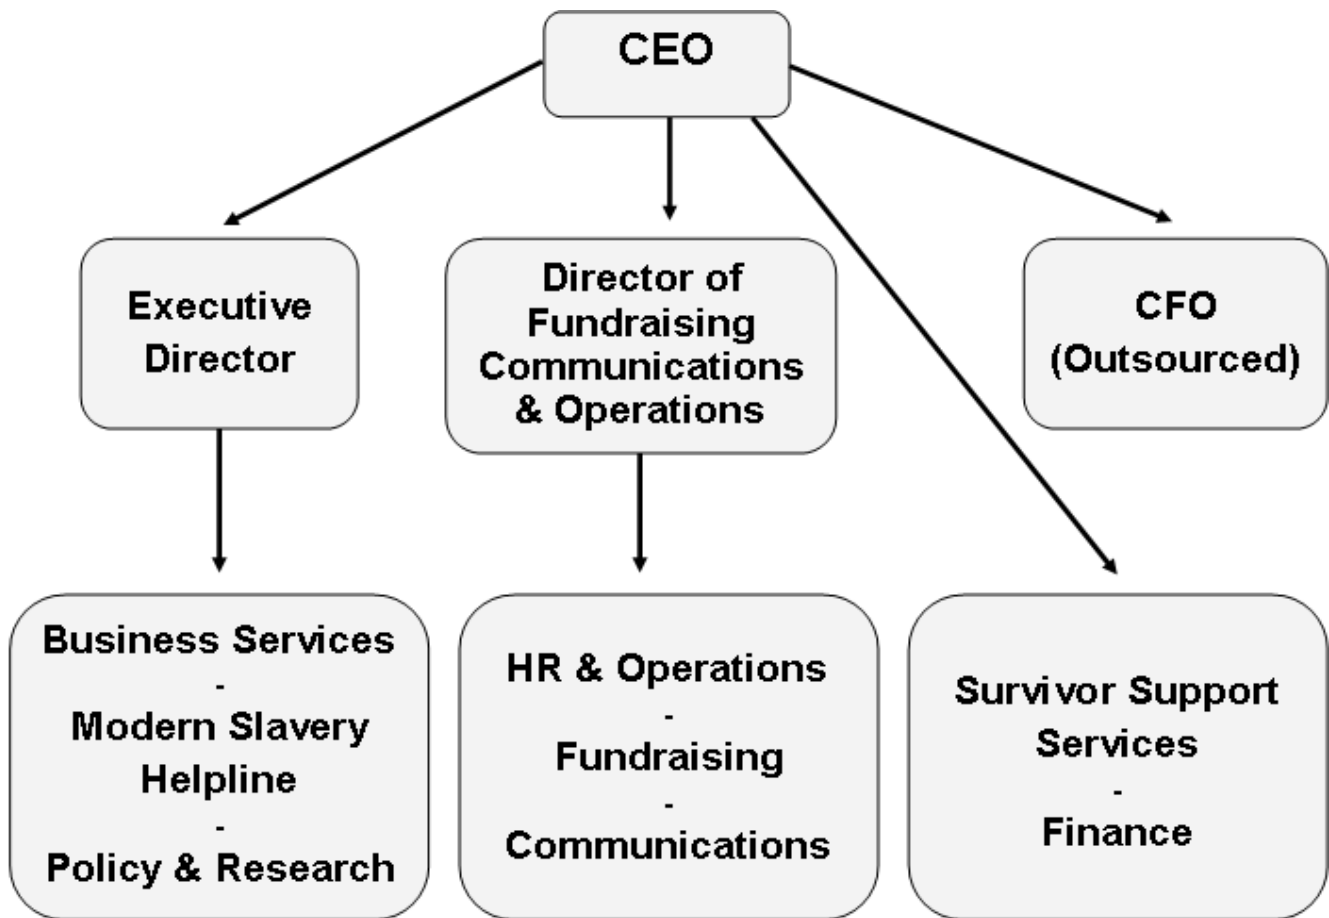 CEO
Executive
Director
Director of
Fundraising
Communications
& Operations
CFO
(Outsourced)
Business Services
-
Modern Slavery
Helpline
-
Policy & Research
HR & Operations
-
Fundraising
-
Communications
Survivor Support
Services
-
Finance